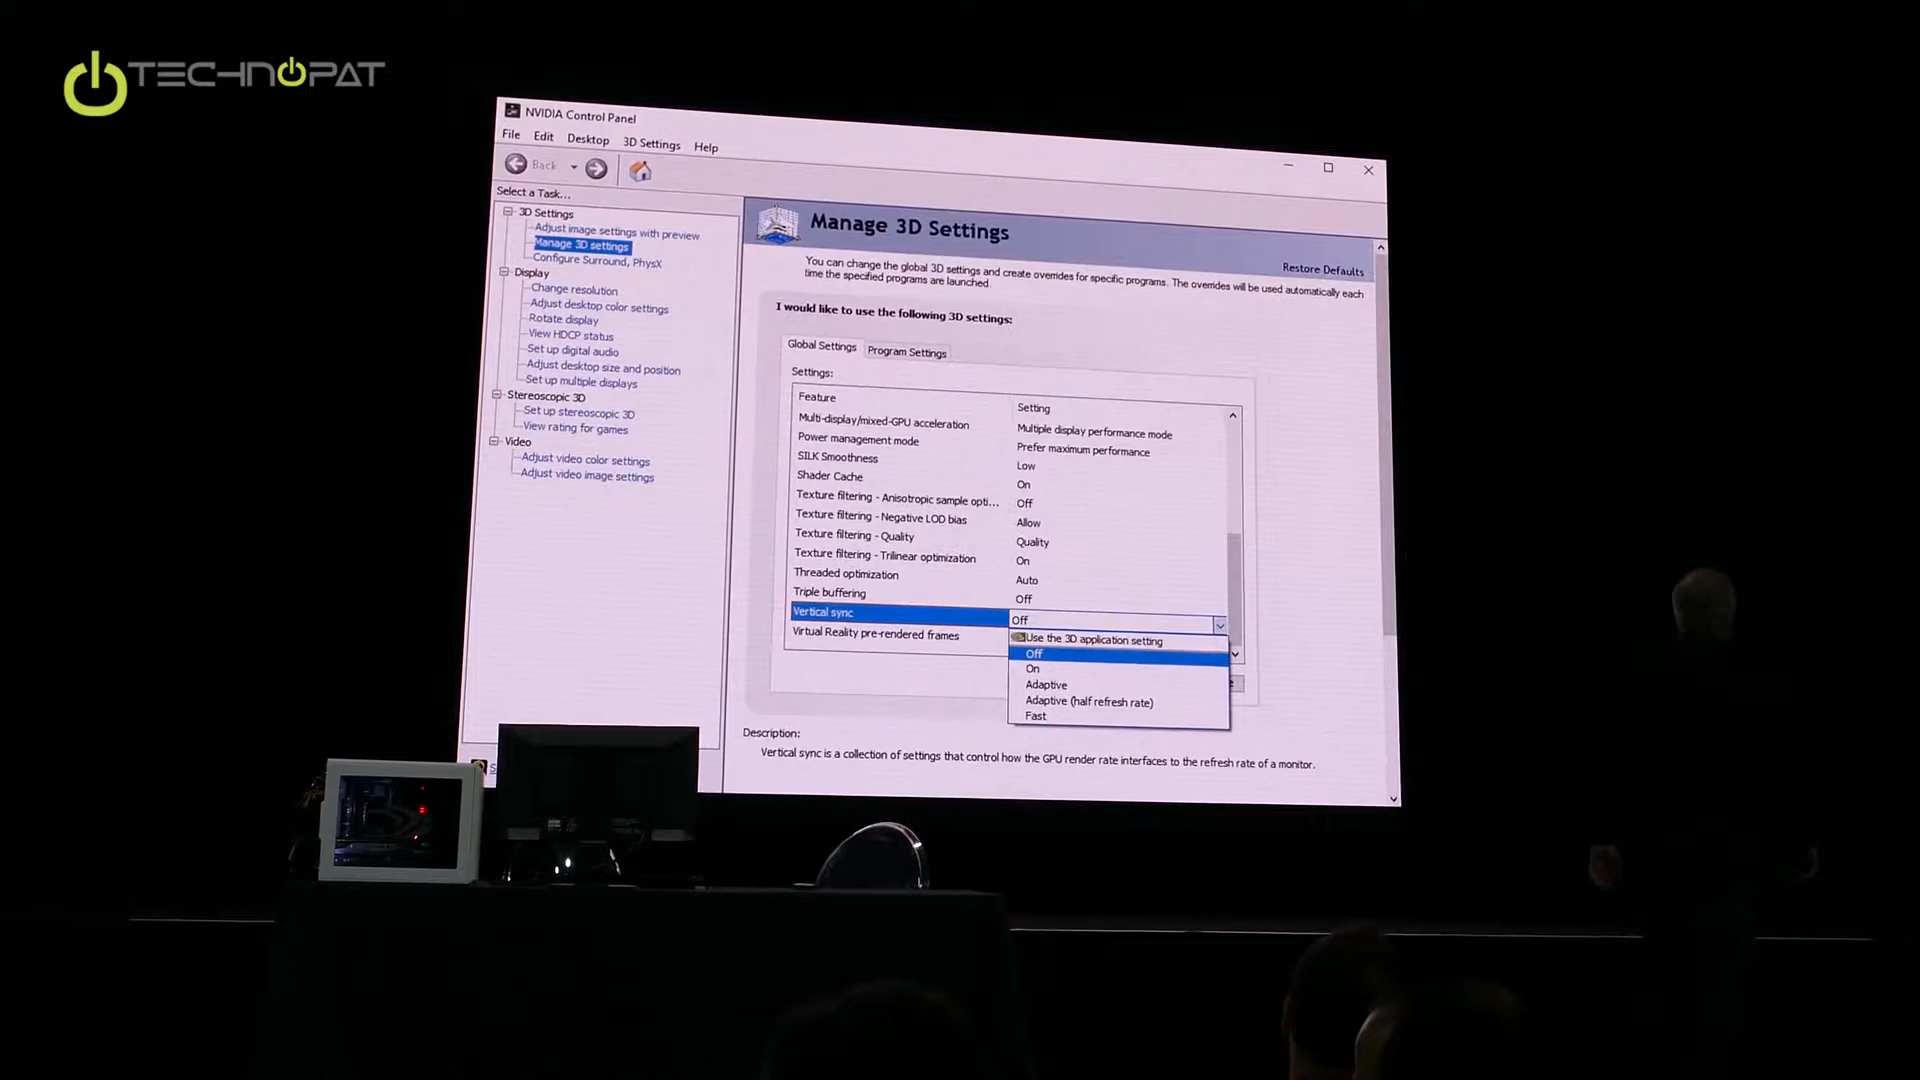 TECHNOPAT
NVIDIA Control Panel
File Edit Desktop 3D Settings Help
Back
Select a Task...
3D Settings
Adjust image settings with preview
Manage 3D settings
Configure Surround, PhysX
Display
Change resolution
Adjust desktop color settings
Rotate display
View HDCP status
Set up digital audio
Adjust desktop size and position
Set up multiple displays
Stereoscopic 3D
Set up stereoscopic 3D
View rating for games
Video
Adjust video color settings
Adjust video image settings
Manage 3D Settings
Restore Defaults
You can change the global 3D settings and create overrides for specific programs. The overrides will be used automatically each
time the specified programs are launched.
I would like to use the following 3D settings:
Global Settings Program Settings
Settings:
Feature Setting
Multi-display/mixed-GPU acceleration Multiple display performance mode
Power management mode Prefer maximum performance
SILK Smoothness Low
Shader Cache On
Texture filtering - Anisotropic sample opti... Off
Texture filtering - Negative LOD bias Allow
Texture filtering - Quality Quality
Texture filtering - Trilinear optimization On
Threaded optimization Auto
Triple buffering Off
Vertical sync Off
Virtual Reality pre-rendered frames
Use the 3D application setting
Off
On
Adaptive
Adaptive (half refresh rate)
Fast
Description:
Vertical sync is a collection of settings that control how the GPU render rate interfaces to the refresh rate of a monitor.